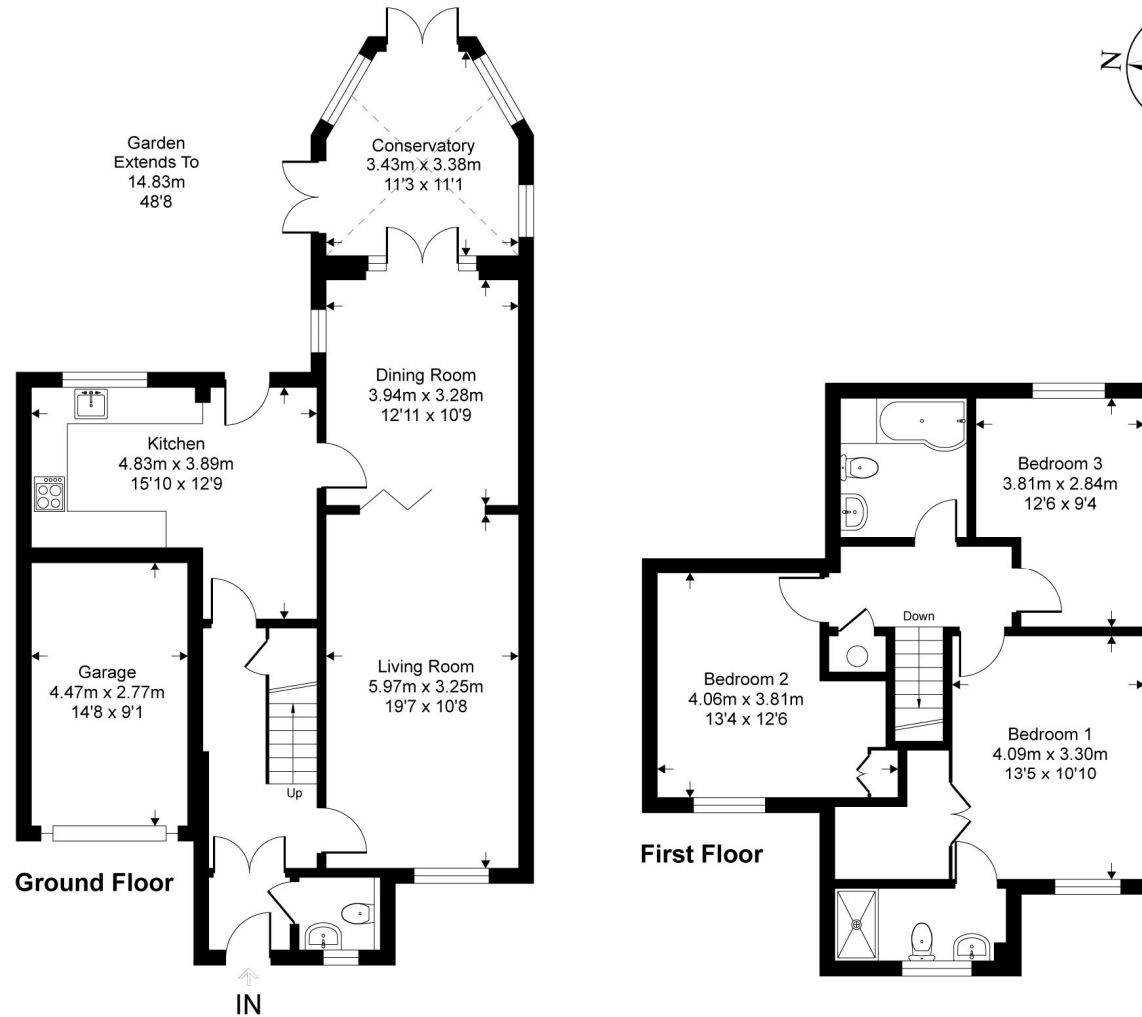 N
Garden
Extends To
14.83m
48'8
Conservatory
3.43m x 3.38m
11'3 x 11'1
Dining Room
3.94m x 3.28m
12'11 x 10'9
Kitchen
4.83m x 3.89m
15'10 x 12'9
Garage
4.47m x 2.77m
14'8 x 9'1
Living Room
5.97m x 3.25m
19'7 x 10'8
Up
Ground Floor
IN
Bedroom 3
3.81m x 2.84m
12'6 x 9'4
Down
Bedroom 2
4.06m x 3.81m
13'4 x 12'6
Bedroom 1
4.09m x 3.30m
13'5 x 10'10
First Floor